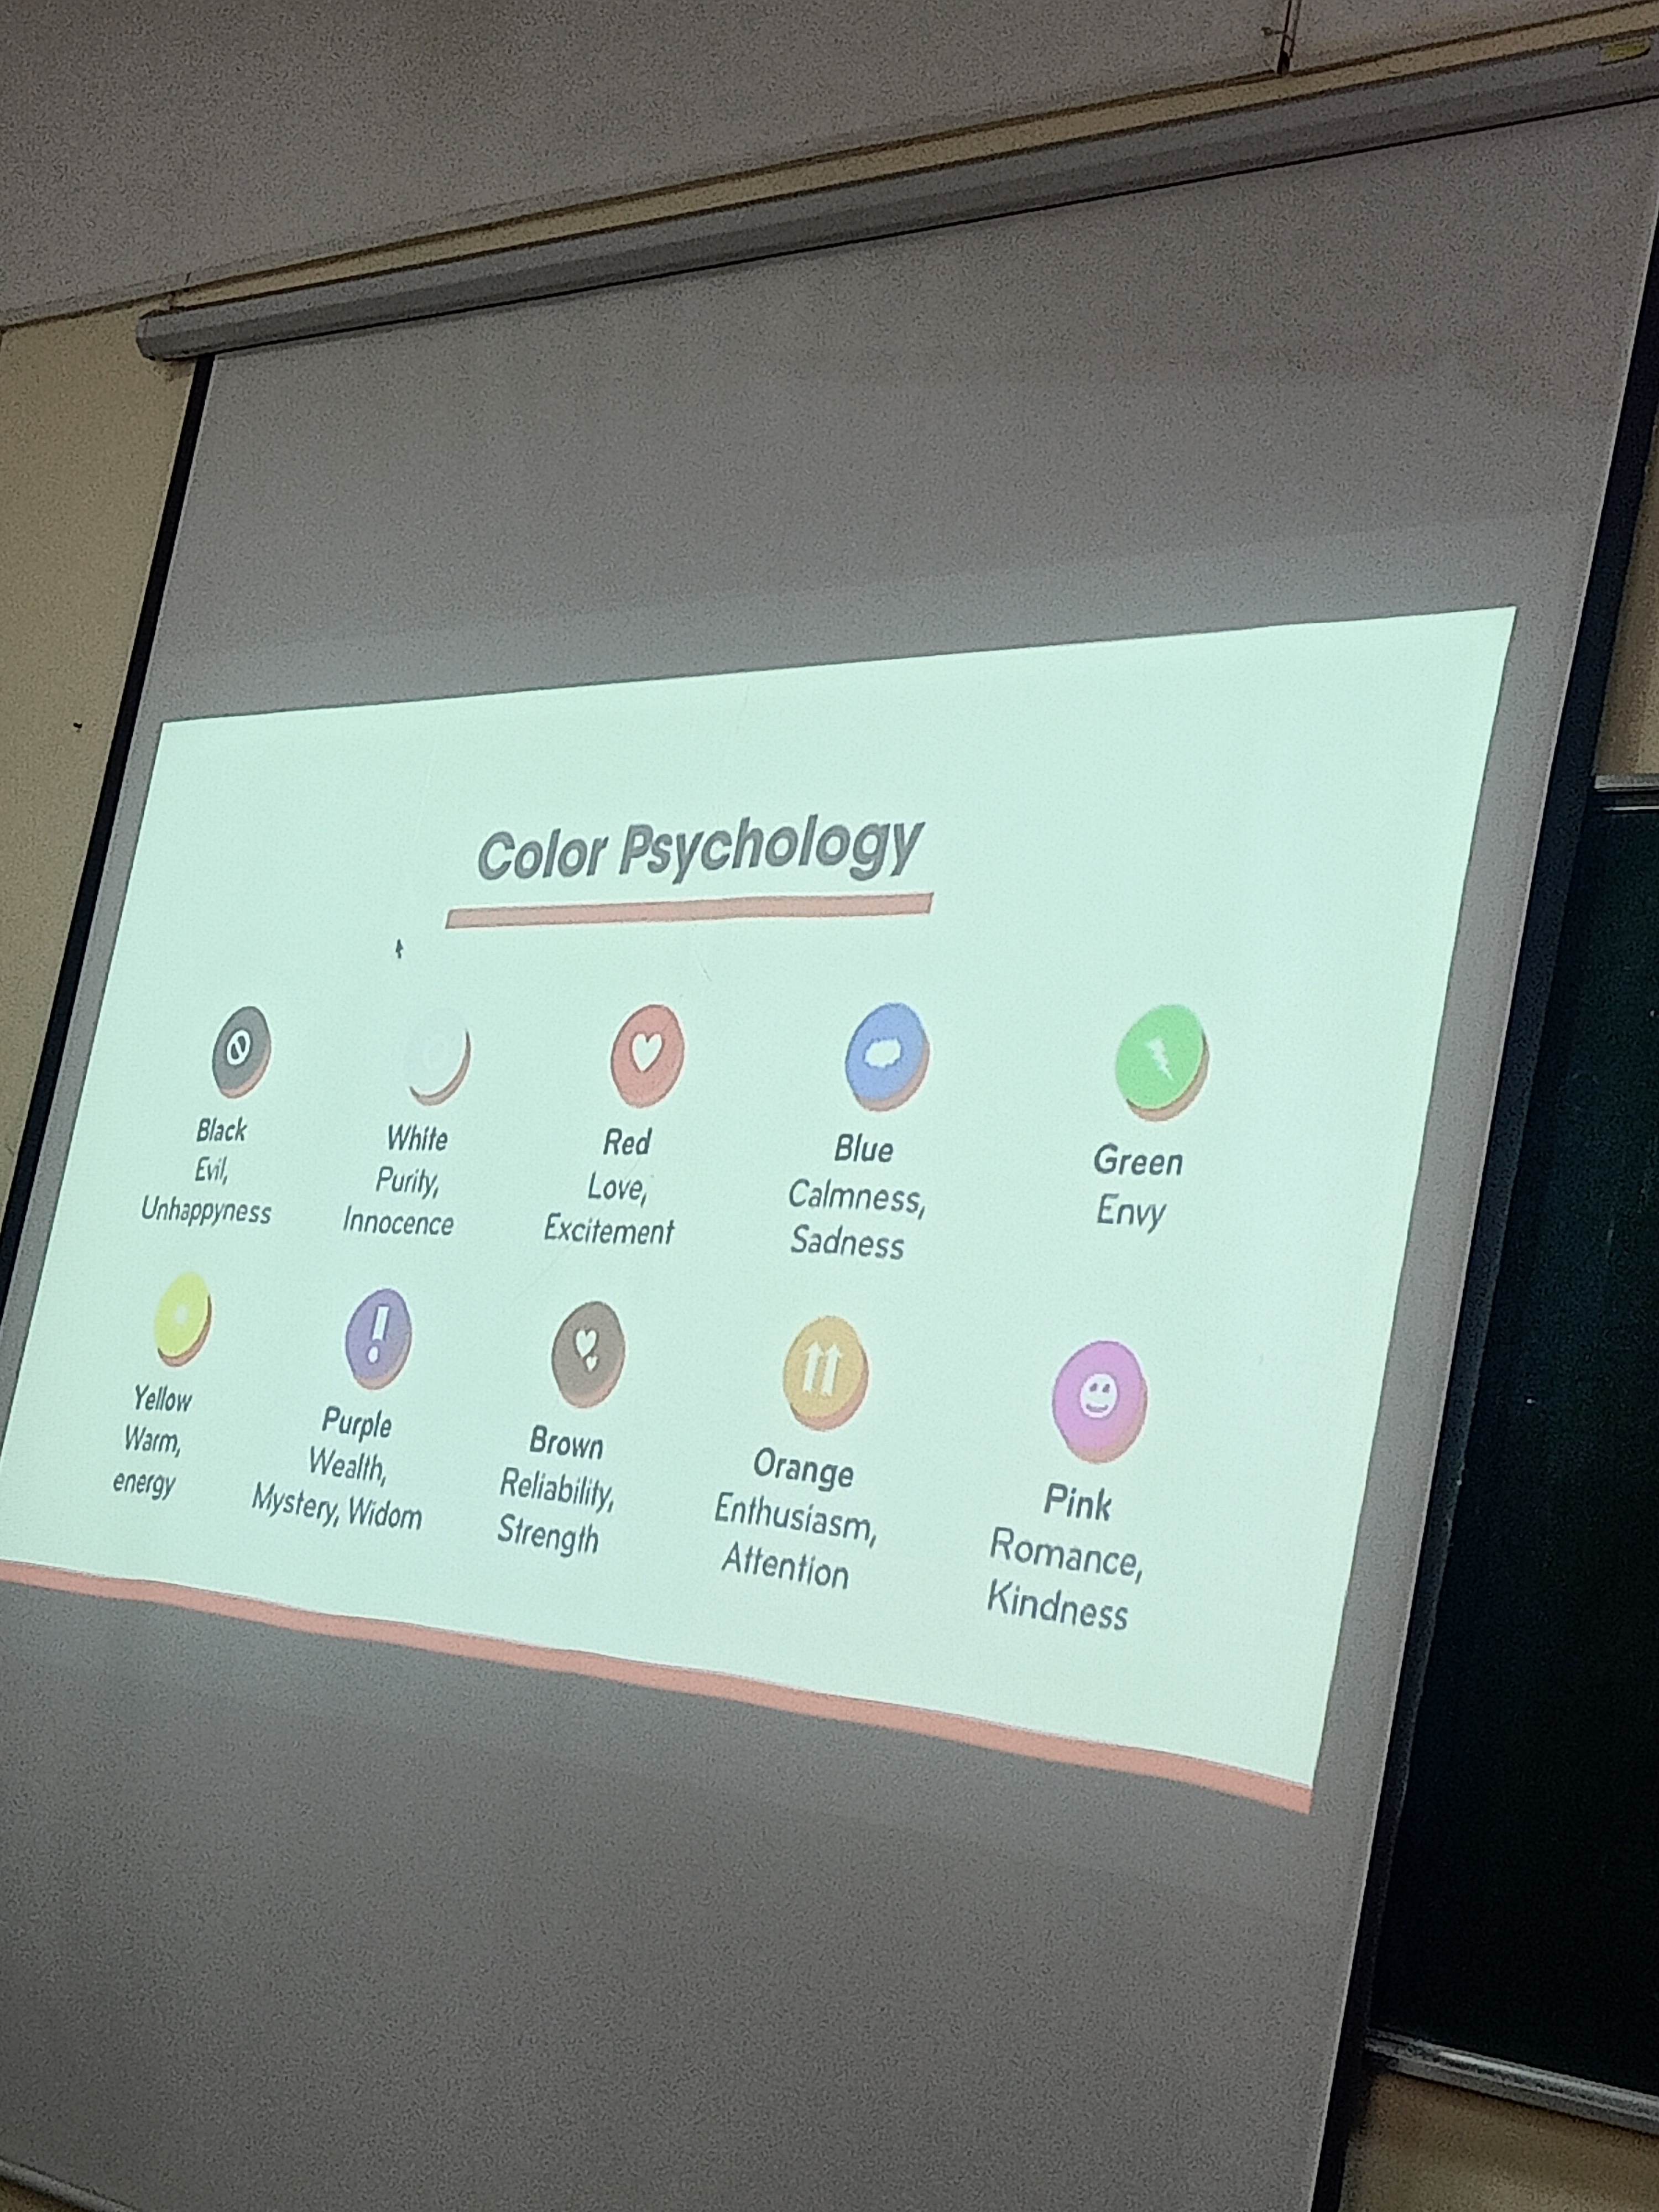 Color Psychology
Black
Evil,
Unhappyness
White
Purity,
Innocence
Red
Love,
Excitement
Blue
Calmness,
Sadness
Green
Envy
Yellow
Warm,
energy
Purple
Wealth,
Mystery, Widom
Brown
Reliability,
Strength
Orange
Enthusiasm,
Attention
Pink
Romance,
Kindness